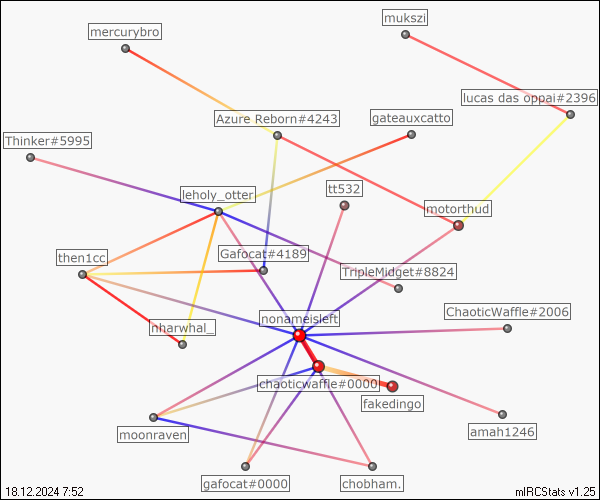 mukszi
mercurybro
lucas das oppai#2396
Azure Reborn#4243
gateauxcatto
Thinker#5995
leholy_otter
tt532
motorthud
then1cc
Gafocat#4189
TripleMidget#8824
nonameisleft
ChaoticWaffle#2006
nharwhal_
chaoticwaffle#0000
fakedingo
moonraven
amah1246
gafocat#0000
chobham.
18.12.2024 7:52
mIRCStats v1.25